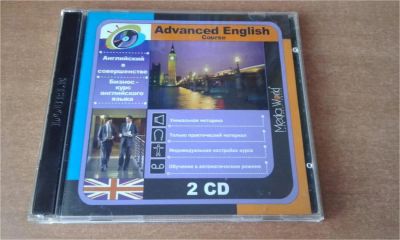 Advanced English
Course
Английский в
совершенстве
Бизнес-
курс
английского
языка
Media World
Уникальная методика
Только практический материал
Индивидуальная настройка курса
Обучение в автоматическом режиме
2 CD